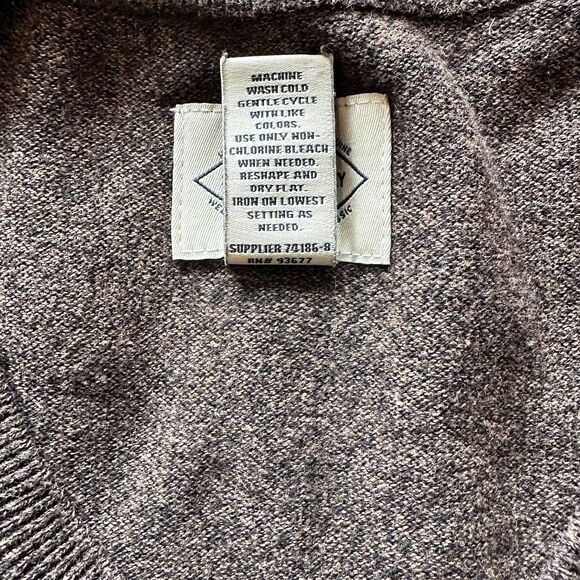 MACHINE
WASH COLD
GENTLE CYCLE
WITH LIKE
COLORS.
USE ONLY NON-
CHLORINE BLEACH
WHEN NEEDED.
RESHAPE AND
DRY FLAT.
IRON ON LOWEST
SETTING AS
NEEDED.
SUPPLIER 74186-8
RN# 93677